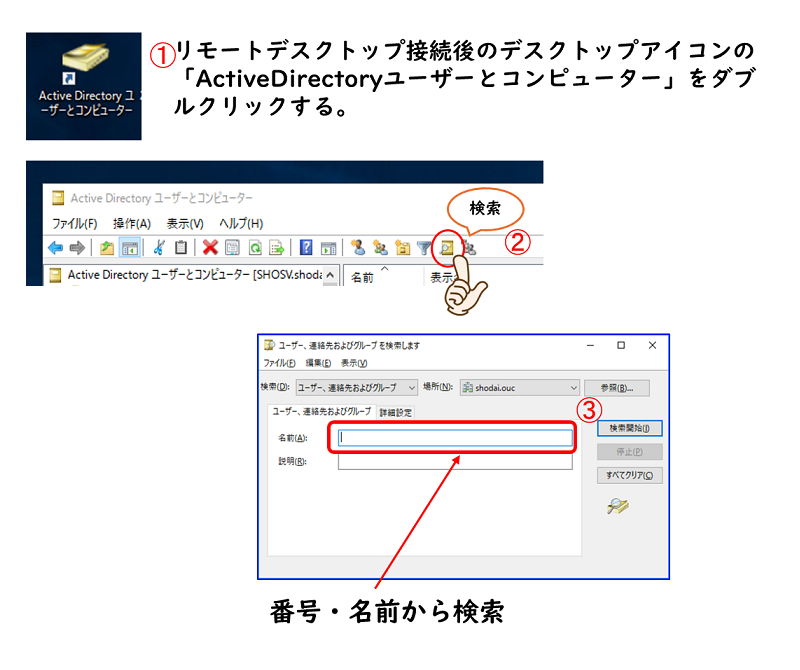 Active Directory ユ
ーザーとコンピューター
①リモートデスクトップ接続後のデスクトップアイコンの
「ActiveDirectoryユーザーとコンピューター」をダブ
ルクリックする。
Active Directory ユーザーとコンピューター
ファイル(F) 操作(A) 表示(V) ヘルプ(H)
検索
②
Active Directory ユーザーとコンピューター [SHOSV.shoda
名前
表示
ユーザー、連絡先およびグループを検索します
ファイル(F) 編集(E) 表示(V)
検索(D): ユーザー、連絡先およびグループ 場所(N): shodai.ouc 参照(B)...
ユーザー、連絡先およびグループ 詳細設定
③
名前(A):
検索開始(I)
停止(P)
説明(R):
すべてクリア(C)
番号・名前から検索